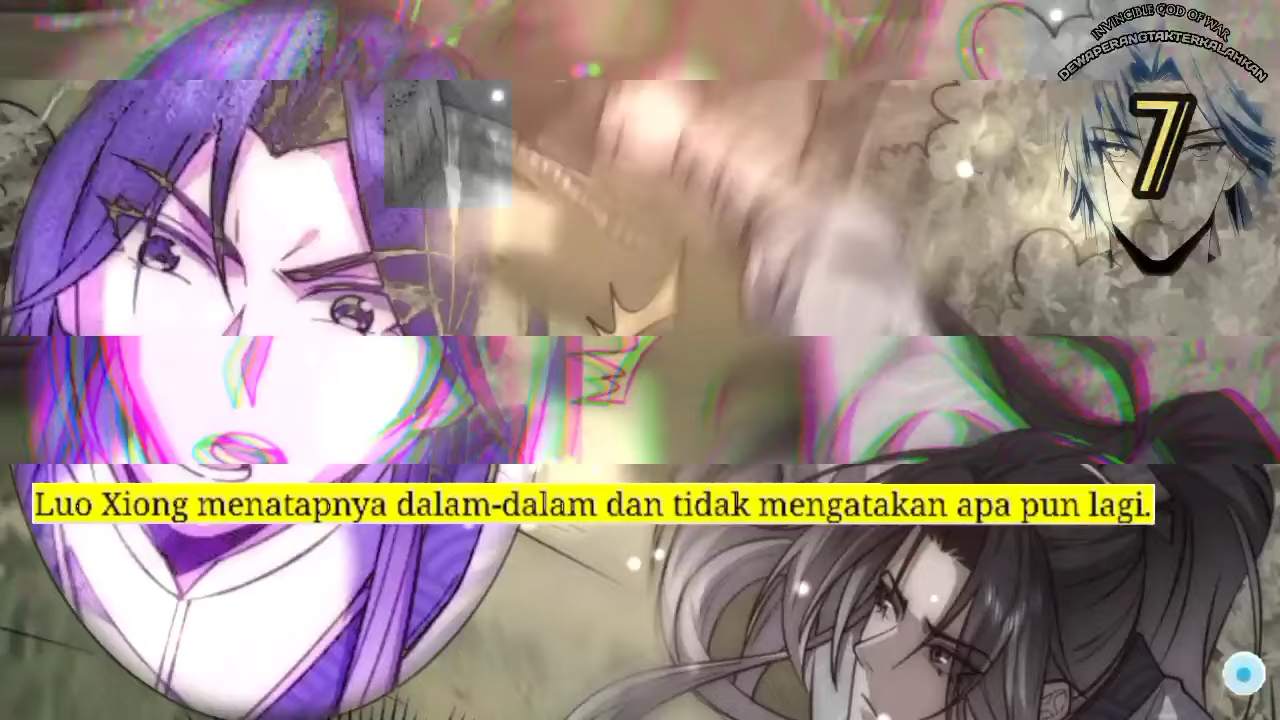 INVINCIBLE GOD OF WAR
DEWAPERANGTAKTERKALAHKAN
7
Luo Xiong menatapnya dalam-dalam dan tidak mengatakan apa pun lagi.